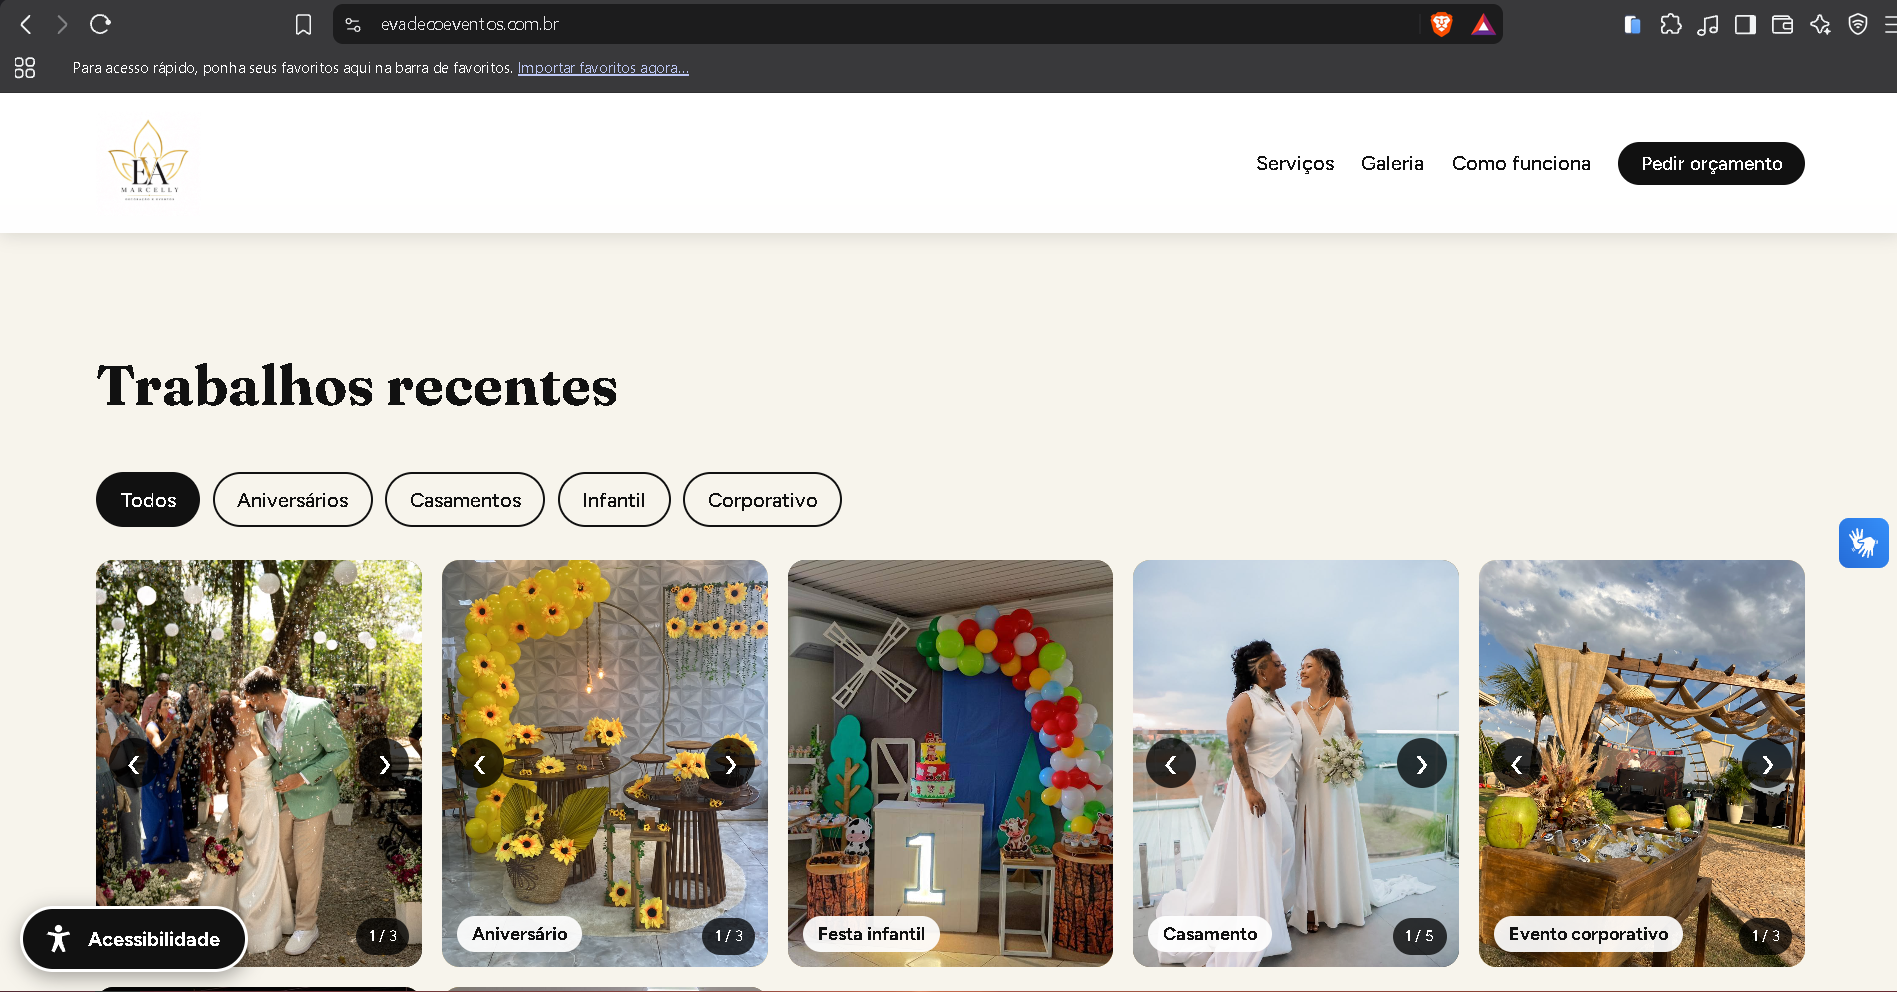 evadecoeventos.com.br
Para acesso rápido, ponha seus favoritos aqui na barra de favoritos. Importar favoritos agora...
EVA
MARCELLY
Serviços
Galeria
Como funciona
Pedir orçamento
Trabalhos recentes
Todos
Aniversários
Casamentos
Infantil
Corporativo
1
1 / 3
Aniversário
1 / 3
Festa infantil
Casamento
1 / 5
Evento corporativo
1 / 3
Acessibilidade